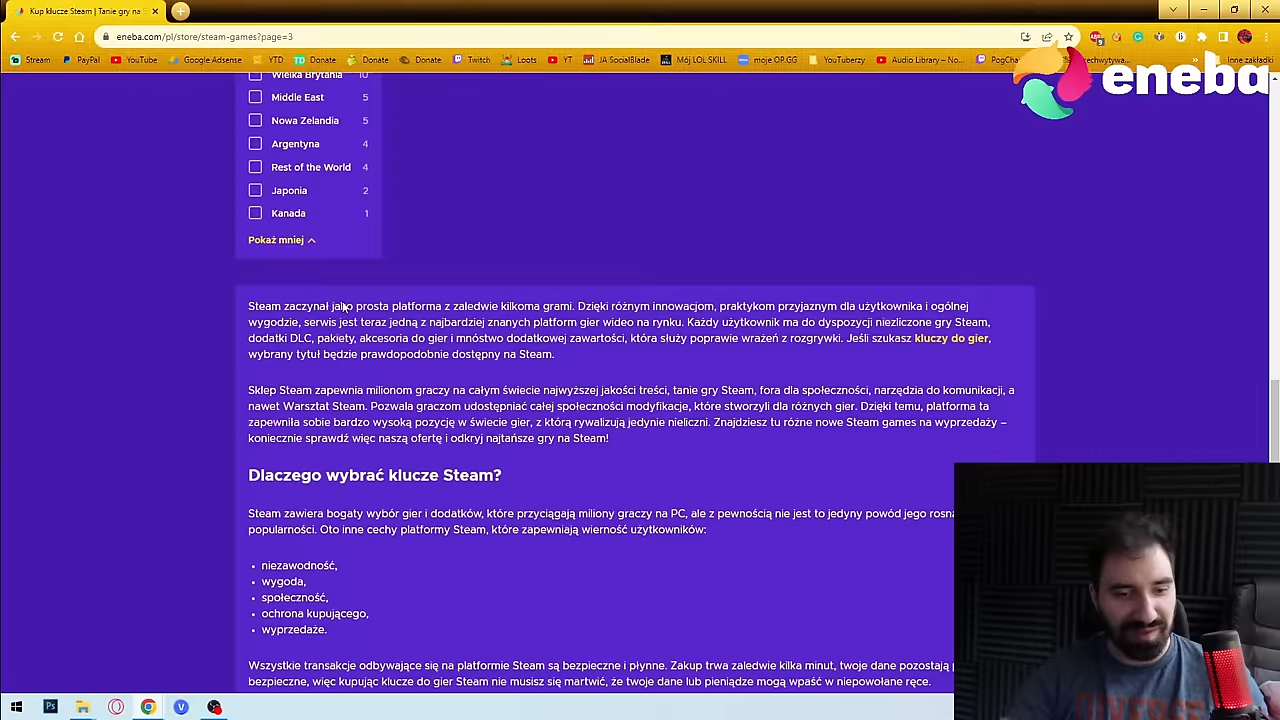 Kup klucze Steam | Tanie gry na S
eneba.com/pl/store/steam-games?page=3
Stream PayPal YouTube Google Adsense YTD Donate Donate Donate Twitch Loots YT JA SocialBlade Mój LOL SKILL moje OP.GG YouTuberzy Audio Library – No... Inne zakładki
eneba
Wielka Brytania 10
Middle East 5
Nowa Zelandia 5
Argentyna 4
Rest of the World 4
Japonia 2
Kanada 1
Pokaż mniej
Steam zaczynał jako prosta platforma z zaledwie kilkoma grami. Dzięki różnym innowacjom, praktykom przyjaznym dla użytkownika i ogólnej
wygodzie, serwis jest teraz jedną z najbardziej znanych platform gier wideo na rynku. Każdy użytkownik ma do dyspozycji niezliczone gry Steam,
dodatki DLC, pakiety, akcesoria do gier i mnóstwo dodatkowej zawartości, która służy poprawie wrażeń z rozgrywki. Jeśli szukasz kluczy do gier,
wybrany tytuł będzie prawdopodobnie dostępny na Steam.
Sklep Steam zapewnia milionom graczy na całym świecie najwyższej jakości treści, tanie gry Steam, fora dla społeczności, narzędzia do komunikacji, a
nawet Warsztat Steam. Pozwala graczom udostępniać całej społeczności modyfikacje, które stworzyli dla różnych gier. Dzięki temu, platforma ta
zapewniła sobie bardzo wysoką pozycję w świecie gier, z którą rywalizują jedynie nieliczni. Znajdziesz tu różne nowe Steam games na wyprzedaży –
koniecznie sprawdź więc naszą ofertę i odkryj najtańsze gry na Steam!
Dlaczego wybrać klucze Steam?
Steam zawiera bogaty wybór gier i dodatków, które przyciągają miliony graczy na PC, ale z pewnością nie jest to jedyny powód jego rosną
popularności. Oto inne cechy platformy Steam, które zapewniają wierność użytkowników:
• niezawodność,
• wygoda,
• społeczność,
• ochrona kupującego,
• wyprzedaże.
Wszystkie transakcje odbywające się na platformie Steam są bezpieczne i płynne. Zakup trwa zaledwie kilka minut, twoje dane pozostają
bezpieczne, więc kupując klucze do gier Steam nie musisz się martwić, że twoje dane lub pieniądze mogą wpaść w niepowołane ręce.